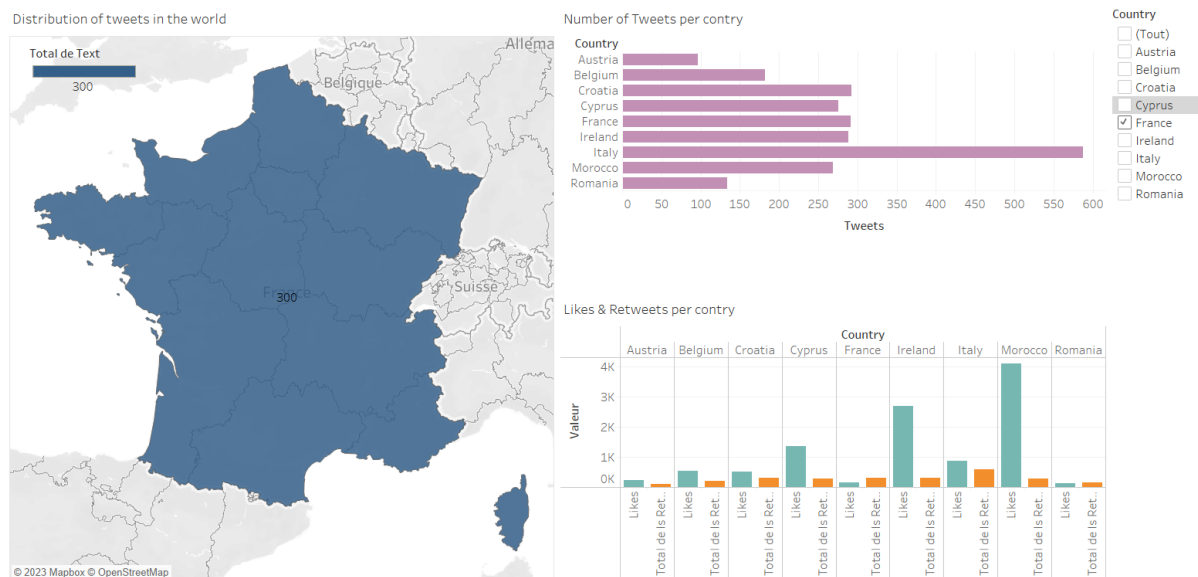 Distribution of tweets in the world
Total de Text
300
Alléma
Belgique
France
300
Suisse
© 2023 Mapbox © OpenStreetMap
Number of Tweets per contry
Country
Austria
Belgium
Croatia
Cyprus
France
Ireland
Italy
Morocco
Romania
0 50 100 150 200 250 300 350 400 450 500 550 600
Tweets
Country
(Tout)
Austria
Belgium
Croatia
Cyprus
France
Ireland
Italy
Morocco
Romania
Likes & Retweets per contry
Country
Austria Belgium Croatia Cyprus France Ireland Italy Morocco Romania
Valeur
4K
3K
2K
1K
0K
Likes
Total de Is Ret..
Likes
Total de Is Ret..
Likes
Total de Is Ret..
Likes
Total de Is Ret..
Likes
Total de Is Ret..
Likes
Total de Is Ret..
Likes
Total de Is Ret..
Likes
Total de Is Ret..
Likes
Total de Is Ret..